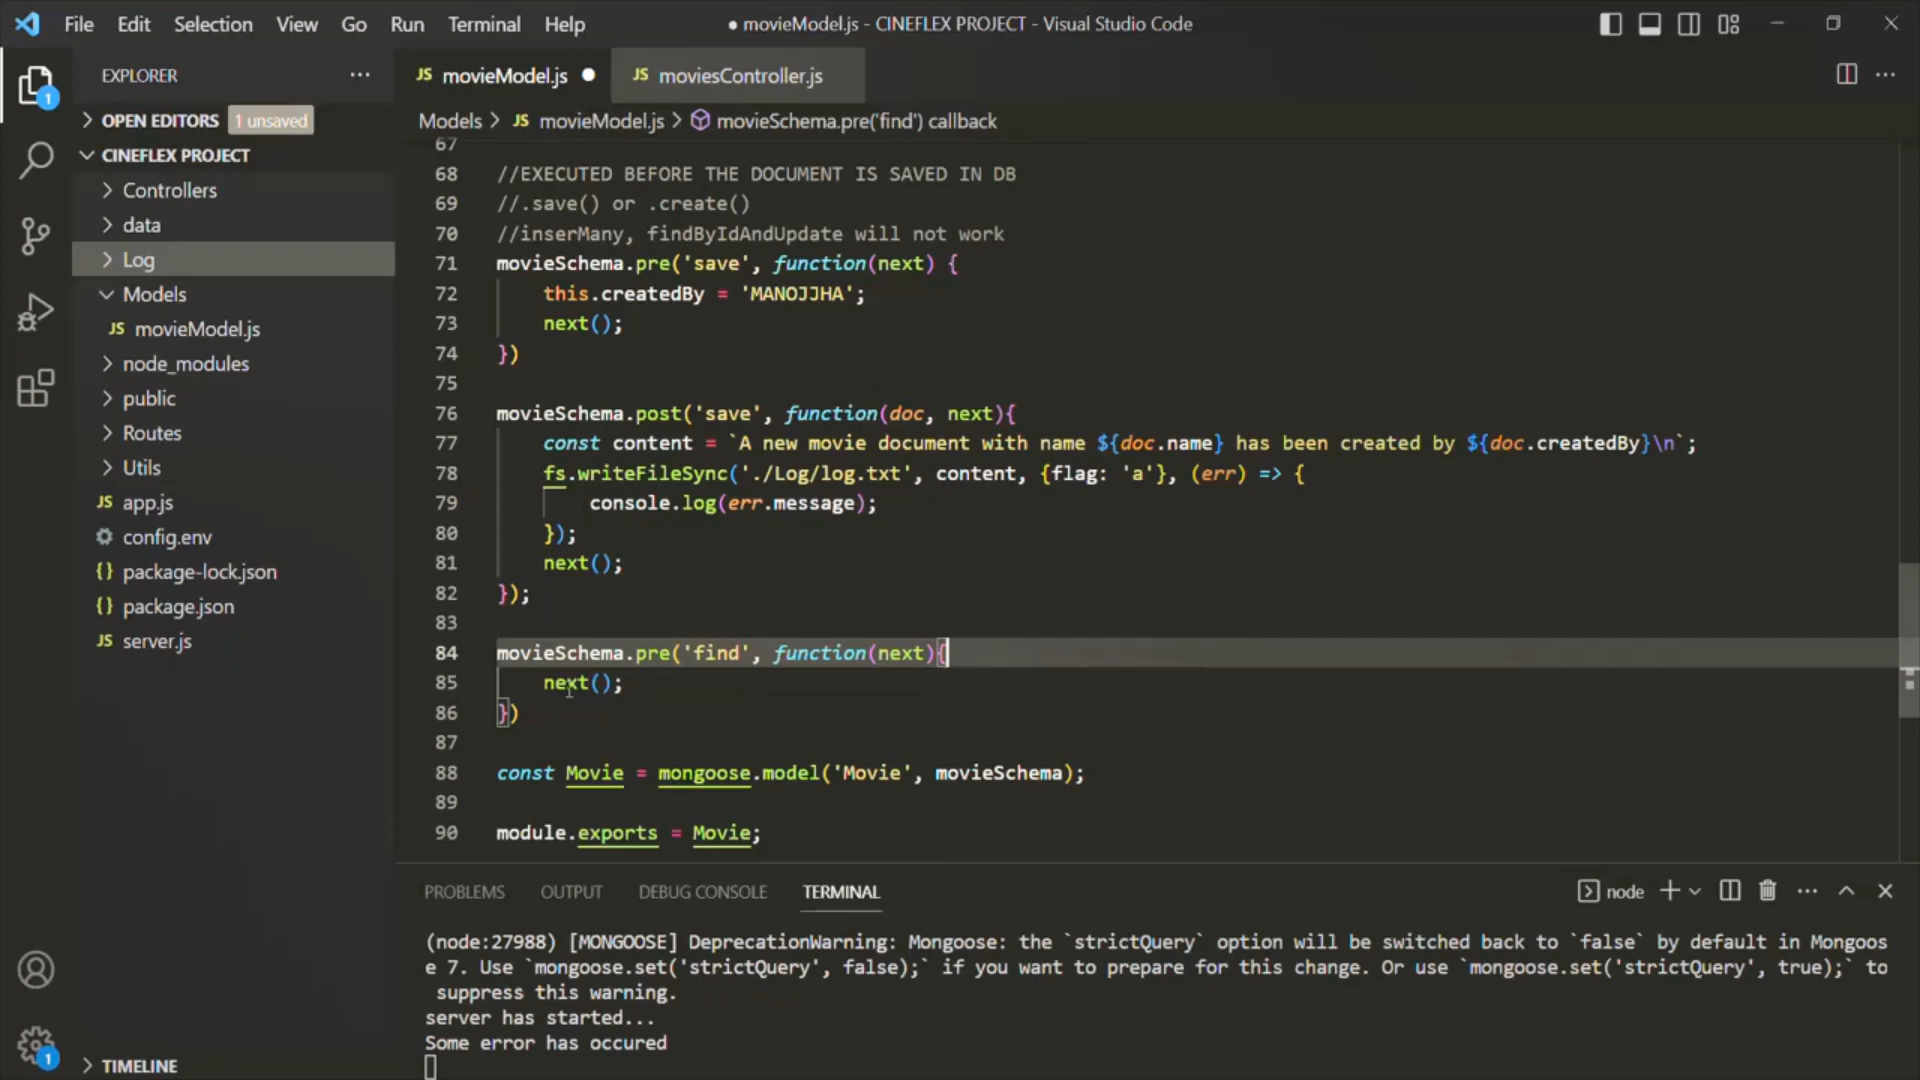 File Edit Selection View Go Run Terminal Help
● movieModel.js - CINEFLEX PROJECT - Visual Studio Code
EXPLORER
JS movieModel.js
JS moviesController.js
OPEN EDITORS 1 unsaved
Models > JS movieModel.js > movieSchema.pre('find') callback
CINEFLEX PROJECT
Controllers
data
Log
Models
JS movieModel.js
node_modules
public
Routes
Utils
JS app.js
config.env
{} package-lock.json
{} package.json
JS server.js
TIMELINE
1
1
67
68 //EXECUTED BEFORE THE DOCUMENT IS SAVED IN DB
69 //.save() or .create()
70 //inserMany, findByIdAndUpdate will not work
71 movieSchema.pre('save', function(next) {
72 this.createdBy = 'MANOJJHA';
73 next();
74 })
75
76 movieSchema.post('save', function(doc, next){
77 const content = `A new movie document with name ${doc.name} has been created by ${doc.createdBy}\n`;
78 fs.writeFileSync('./Log/log.txt', content, {flag: 'a'}, (err) => {
79 console.log(err.message);
80 });
81 next();
82 });
83
84 movieSchema.pre('find', function(next){
85 next();
86 })
87
88 const Movie = mongoose.model('Movie', movieSchema);
89
90 module.exports = Movie;
PROBLEMS OUTPUT DEBUG CONSOLE TERMINAL
node
(node:27988) [MONGOOSE] DeprecationWarning: Mongoose: the `strictQuery` option will be switched back to `false` by default in Mongoos
e 7. Use `mongoose.set('strictQuery', false);` if you want to prepare for this change. Or use `mongoose.set('strictQuery', true);` to
suppress this warning.
server has started...
Some error has occured